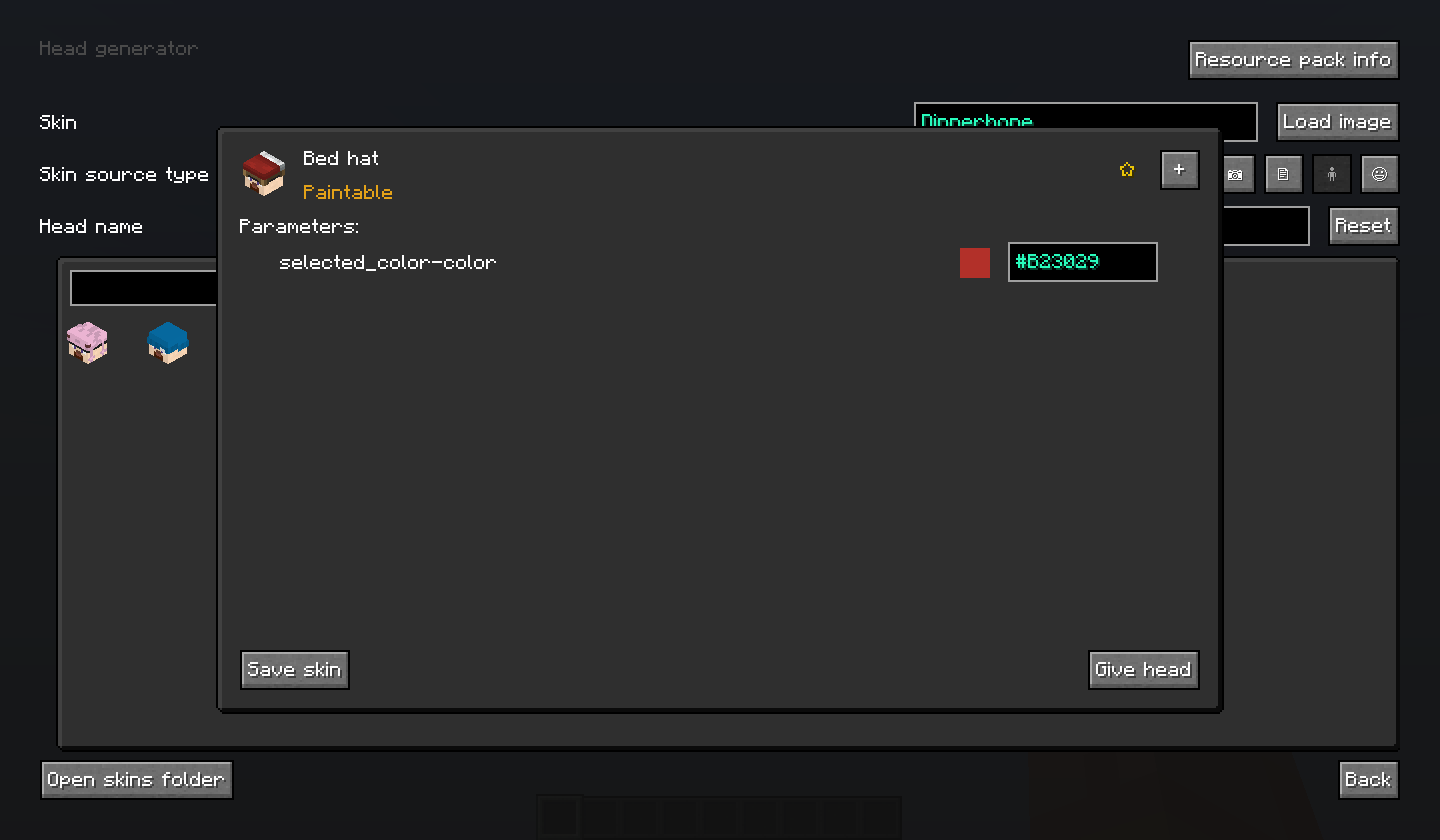 Head generator
Resource pack info
Skin
Dinnerbone
Load image
Bed hat
Skin source type
Paintable
+
Head name
Reset
Parameters:
selected_color-color
#B23029
Save skin
Give head
Open skins folder
Back